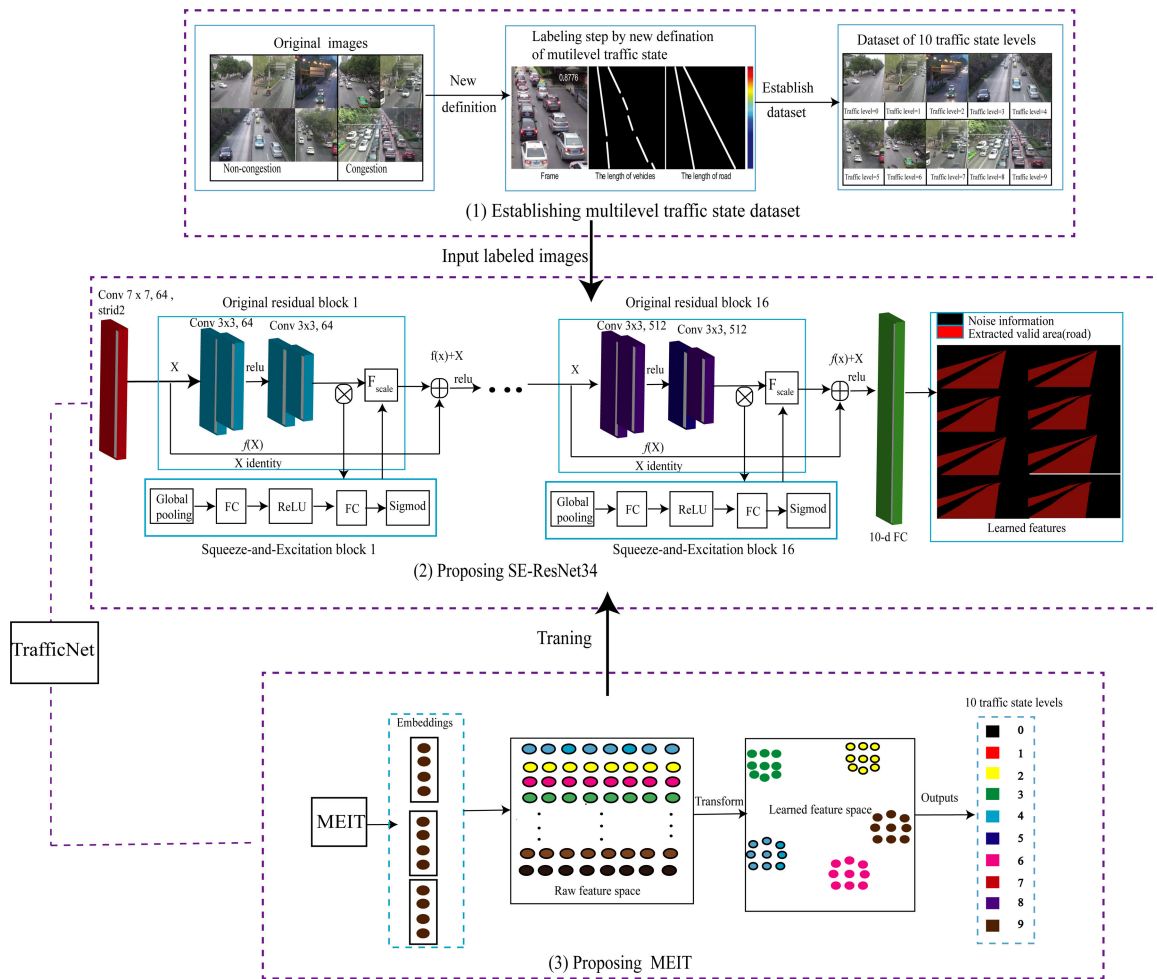 Original images
Non-congestion
Congestion
New
definition
Labeling step by new defination
of mutilevel traffic state
0.8776
Frame
The length of vehicles
The length of road
Establish
dataset
Dataset of 10 traffic state levels
Traffic level=0
Traffic level=1
Traffic level=2
Traffic level=3
Traffic level=4
Traffic level=5
Traffic level=6
Traffic level=7
Traffic level=8
Traffic level=9
(1) Establishing multilevel traffic state dataset
Input labeled images
Conv 7 x 7, 64 ,
strid2
Original residual block 1
Conv 3x3, 64
Conv 3x3, 64
X
relu
F
scale
f(x)+X
relu
f(X)
X identity
Global
pooling
FC
ReLU
FC
Sigmod
Squeeze-and-Excitation block 1
Original residual block 16
Conv 3x3, 512
Conv 3x3, 512
X
relu
F
scale
f(x)+X
relu
f(X)
X identity
Global
pooling
FC
ReLU
FC
Sigmod
Squeeze-and-Excitation block 16
10-d FC
Noise information
Extracted valid area(road)
Learned features
(2) Proposing SE-ResNet34
TrafficNet
Traning
MEIT
Embeddings
Raw feature space
Transform
Learned feature space
Outputs
10 traffic state levels
0
1
2
3
4
5
6
7
8
9
(3) Proposing MEIT